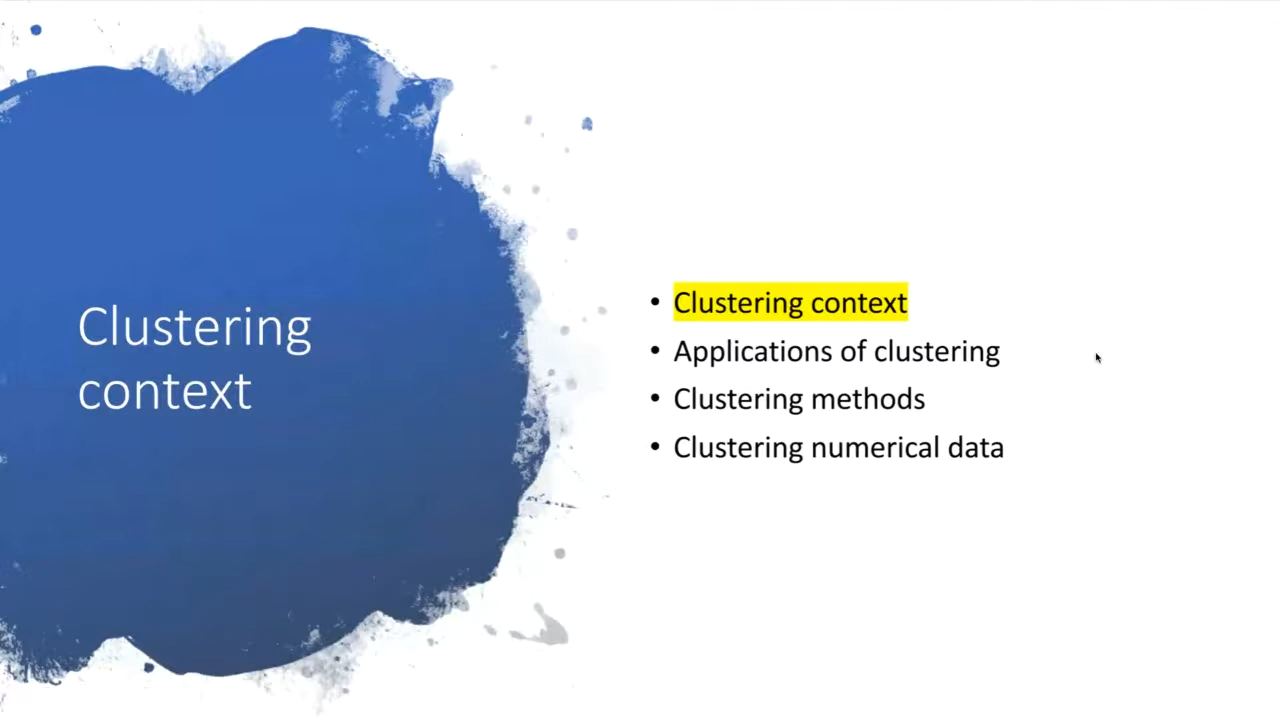 Clustering
context
• Clustering context
• Applications of clustering
• Clustering methods
• Clustering numerical data